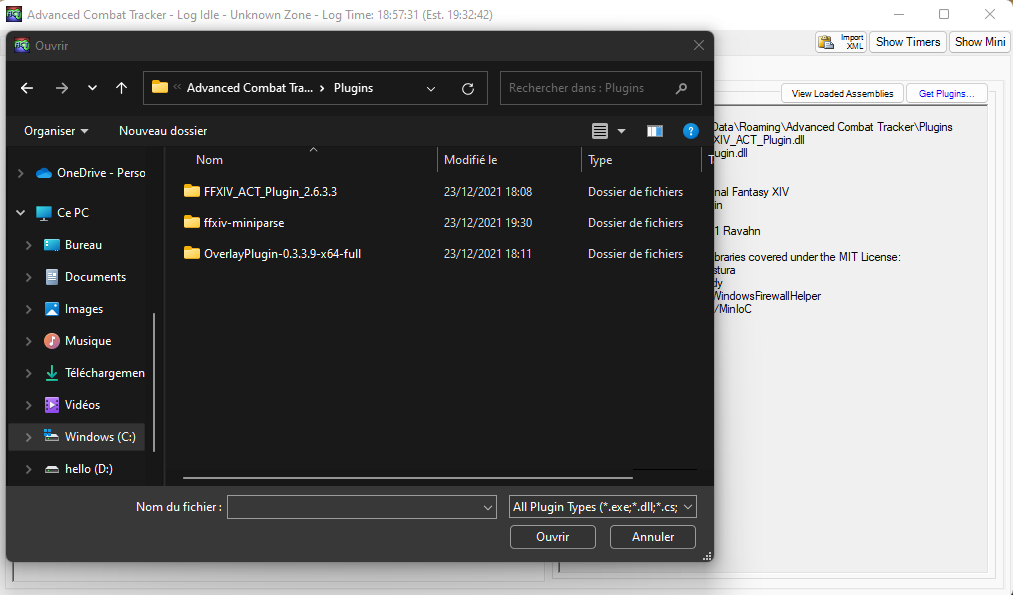 Advanced Combat Tracker - Log Idle - Unknown Zone - Log Time: 18:57:31 (Est. 19:32:42)
Import XML
Show Timers
Show Mini
View Loaded Assemblies
Get Plugins...
Data\Roaming\Advanced Combat Tracker\Plugins
XIV_ACT_Plugin.dll
ugin.dll
nal Fantasy XIV
in
1 Ravahn
braries covered under the MIT License:
stura
dy
WindowsFirewallHelper
/MinIoC
Ouvrir
Advanced Combat Tra... > Plugins
Rechercher dans : Plugins
Organiser
Nouveau dossier
?
Nom
Modifié le
Type
T
OneDrive - Perso
Ce PC
Bureau
Documents
Images
Musique
Téléchargemen
Vidéos
Windows (C:)
hello (D:)
FFXIV_ACT_Plugin_2.6.3.3 23/12/2021 18:08 Dossier de fichiers
ffxiv-miniparse 23/12/2021 19:30 Dossier de fichiers
OverlayPlugin-0.3.3.9-x64-full 23/12/2021 18:11 Dossier de fichiers
Nom du fichier :
All Plugin Types (*.exe;*.dll;*.cs;
Ouvrir
Annuler